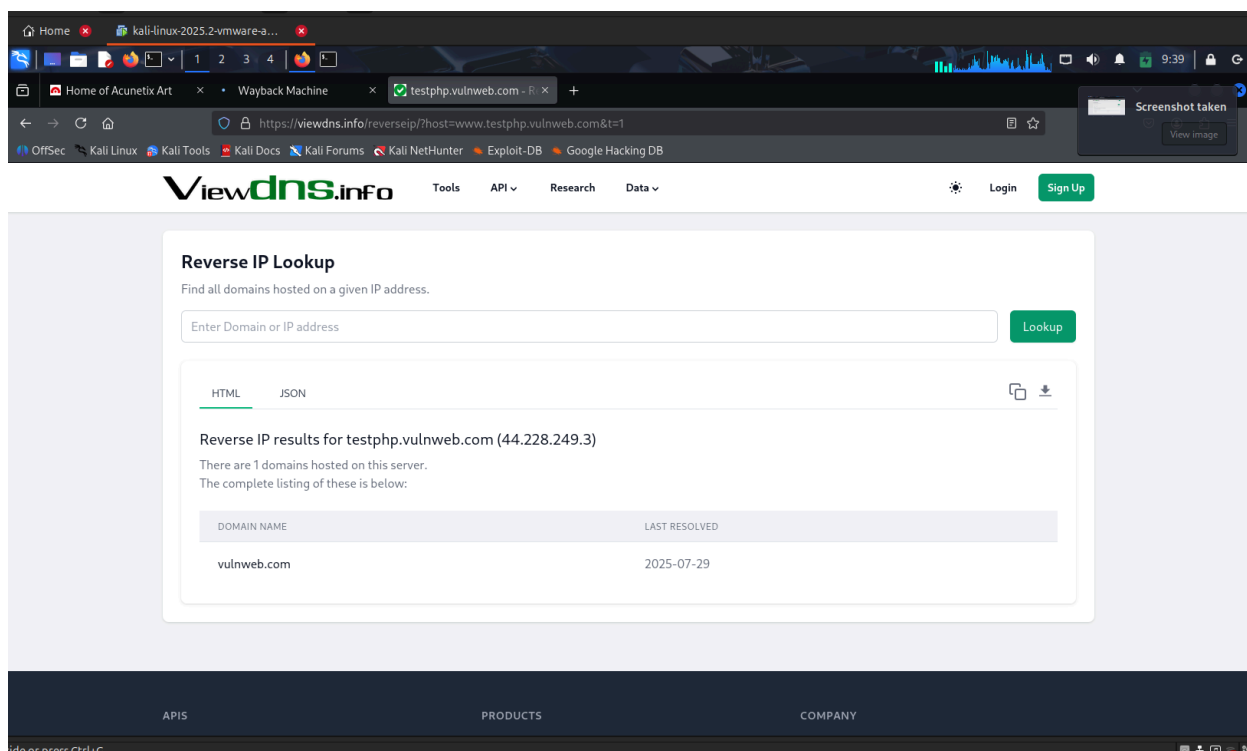 Home
kali-linux-2025.2-vmware-a...
1 2 3 4
9:39
Home of Acunetix Art
Wayback Machine
testphp.vulnweb.com - R
Screenshot taken
View image
https://viewdns.info/reverseip/?host=www.testphp.vulnweb.com&t=1
OffSec Kali Linux Kali Tools Kali Docs Kali Forums Kali NetHunter Exploit-DB Google Hacking DB
Viewdns.info
Tools API Research Data
Login Sign Up
Reverse IP Lookup
Find all domains hosted on a given IP address.
Enter Domain or IP address
Lookup
HTML JSON
Reverse IP results for testphp.vulnweb.com (44.228.249.3)
There are 1 domains hosted on this server.
The complete listing of these is below:
DOMAIN NAME LAST RESOLVED
vulnweb.com 2025-07-29
APIS PRODUCTS COMPANY
or press Ctrl+G